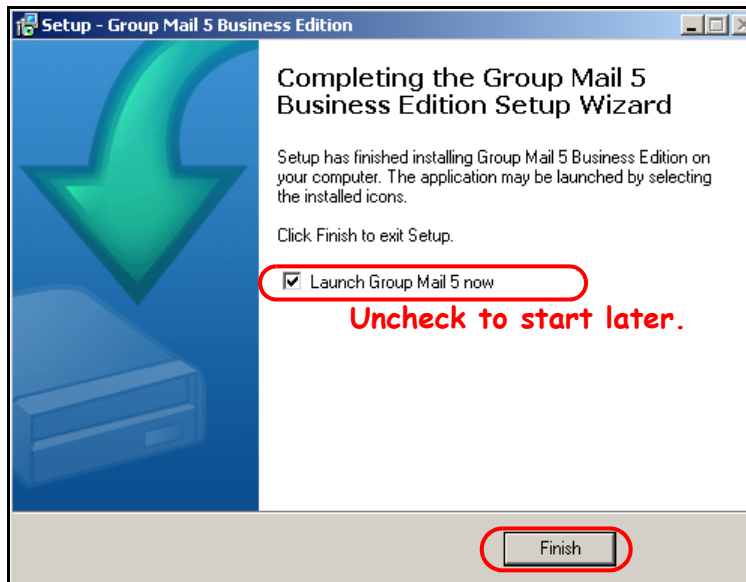 Setup - Group Mail 5 Business Edition
Completing the Group Mail 5
Business Edition Setup Wizard
Setup has finished installing Group Mail 5 Business Edition on
your computer. The application may be launched by selecting
the installed icons.
Click Finish to exit Setup.
Launch Group Mail 5 now
Uncheck to start later.
Finish